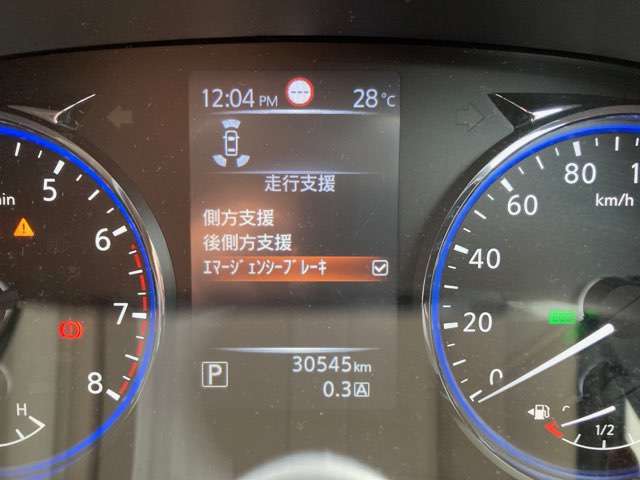 12:04 PM 28℃
走行支援
側方支援
後側方支援
ｴﾏｰｼﾞｪﾝｼｰﾌﾞﾚｰｷ
P 30545km
0.3 A
min
5
6
7
8
H
80
km/h
60
40
20
0
C
1/2